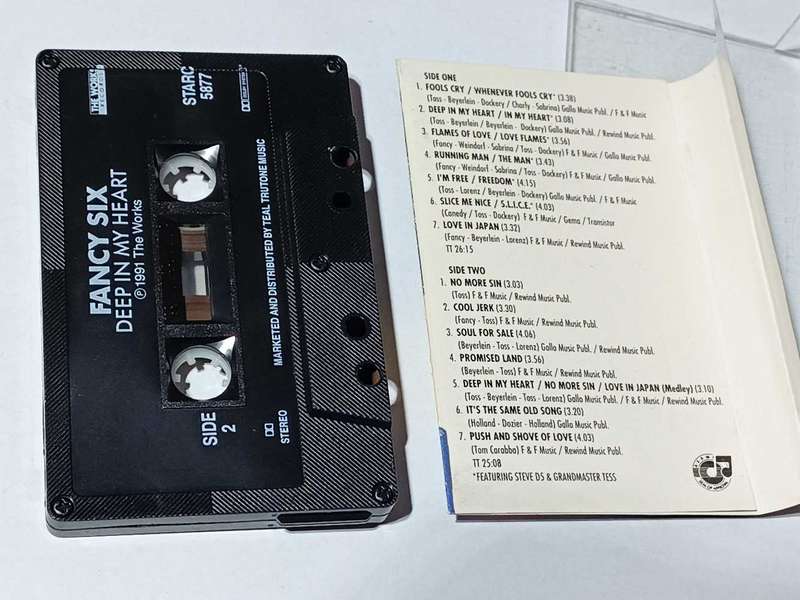 THE WORKS
RECORDS
STARC
5877
DOLBY SYSTEM
FANCY SIX
DEEP IN MY HEART
℗1991 The Works
MARKETED AND DISTRIBUTED BY TEAL TRUTONE MUSIC
SIDE
2
STEREO
SIDE ONE
1. FOOLS CRY / WHENEVER FOOLS CRY* (3.38)
(Toss - Beyerlein - Dockery / Charly - Sabrina) Gallo Music Publ. / F & F Music
2. DEEP IN MY HEART / IN MY HEART* (3.08)
(Toss - Beyerlein / Beyerlein - Dockery) Gallo Music Publ. / Rewind Music Publ.
3. FLAMES OF LOVE / LOVE FLAMES* (3.56)
(Fancy - Weindorf - Sabrina / Toss - Dockery) F & F Music / Gallo Music Publ.
4. RUNNING MAN / THE MAN* (3.43)
(Fancy - Weindorf - Sabrina / Toss - Dockery) F & F Music / Gallo Music Publ.
5. I'M FREE / FREEDOM* (4.15)
(Toss - Lorenz / Beyerlein - Dockery) Gallo Music Publ. / F & F Music
6. SLICE ME NICE / S.L.I.C.E.* (4.03)
(Canedy / Toss - Dockery) F & F Music / Gema / Transistor
7. LOVE IN JAPAN (3.32)
(Fancy - Beyerlein - Lorenz) F & F Music / Rewind Music Publ.
TT 26:15
SIDE TWO
1. NO MORE SIN (3.03)
(Toss) F & F Music / Rewind Music Publ.
2. COOL JERK (3.30)
(Fancy - Toss) F & F Music / Rewind Music Publ.
3. SOUL FOR SALE (4.06)
(Beyerlein - Toss - Lorenz) Gallo Music Publ. / Rewind Music Publ.
4. PROMISED LAND (3.56)
(Beyerlein - Toss) F & F Music / Rewind Music Publ.
5. DEEP IN MY HEART / NO MORE SIN / LOVE IN JAPAN (Medley) (3.10)
(Toss - Beyerlein - Toss - Lorenz) Gallo Music Publ. / F & F Music / Rewind Music Publ.
6. IT'S THE SAME OLD SONG (3.20)
(Holland - Dozier - Holland) Gallo Music Publ.
7. PUSH AND SHOVE OF LOVE (4.03)
(Tom Carabba) F & F Music / Rewind Music Publ.
TT 25:08
*FEATURING STEVE D5 & GRANDMASTER TESS